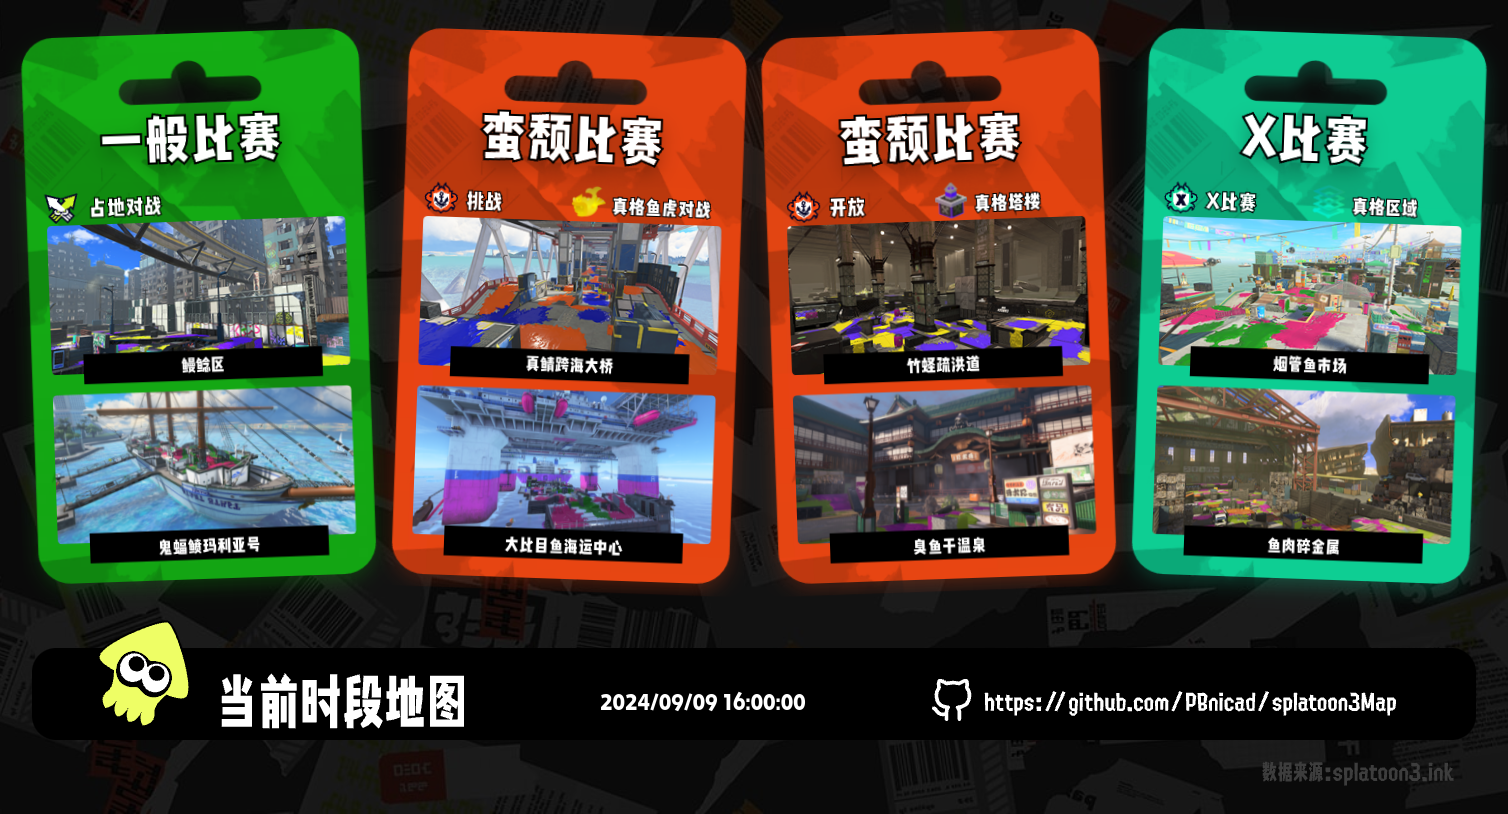 一般比赛
占地对战
鳗鲶区
鬼蝠鲼玛利亚号
蛮颓比赛
挑战
真格鱼虎对战
真鲭跨海大桥
大比目鱼海运中心
蛮颓比赛
开放
真格塔楼
竹蛏疏洪道
臭鱼干温泉
X比赛
X比赛
真格区域
烟管鱼市场
鱼肉碎金属
当前时段地图
2024/09/09 16:00:00
https://github.com/PBnicad/splatoon3Map
数据来源:splatoon3.ink